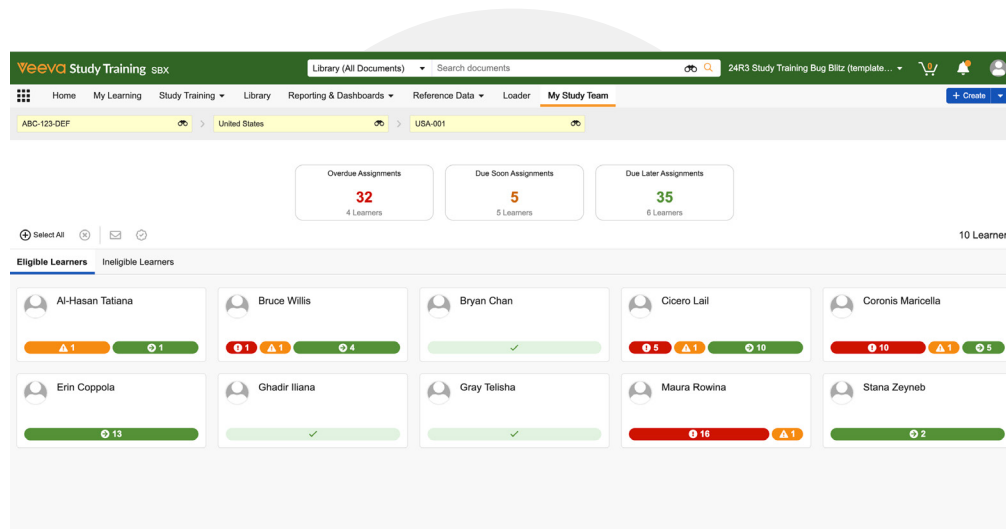 Veeva Study Training SBX
Library (All Documents) Search documents
24R3 Study Training Bug Blitz (template...
0
Home My Learning Study Training Library Reporting & Dashboards Reference Data Loader My Study Team
+ Create
ABC-123-DEF > United States > USA-001
Overdue Assignments
32
4 Learners
Due Soon Assignments
5
5 Learners
Due Later Assignments
35
6 Learners
Select All
10 Learner
Eligible Learners Ineligible Learners
Al-Hasan Tatiana
1 1
Bruce Willis
1 1 4
Bryan Chan
Cicero Lail
5 1 10
Coronis Maricella
10 1 5
Erin Coppola
13
Ghadir Iliana
Gray Telisha
Maura Rowina
16 1
Stana Zeyneb
2